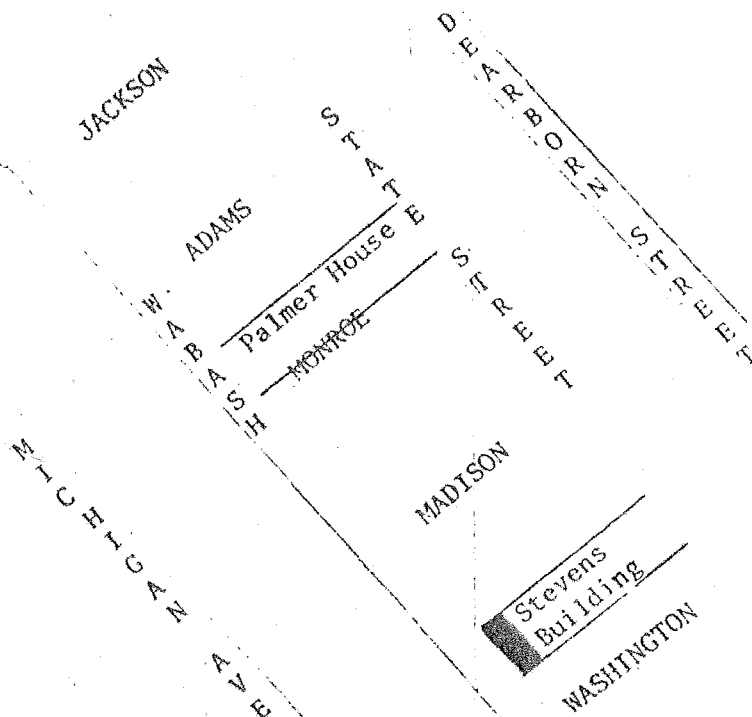 DEARBORN STREET
JACKSON
STATE STREET
ADAMS
Palmer House
WABASH
MONROE
MICHIGAN AVE
MADISON
Stevens
Building
WASHINGTON